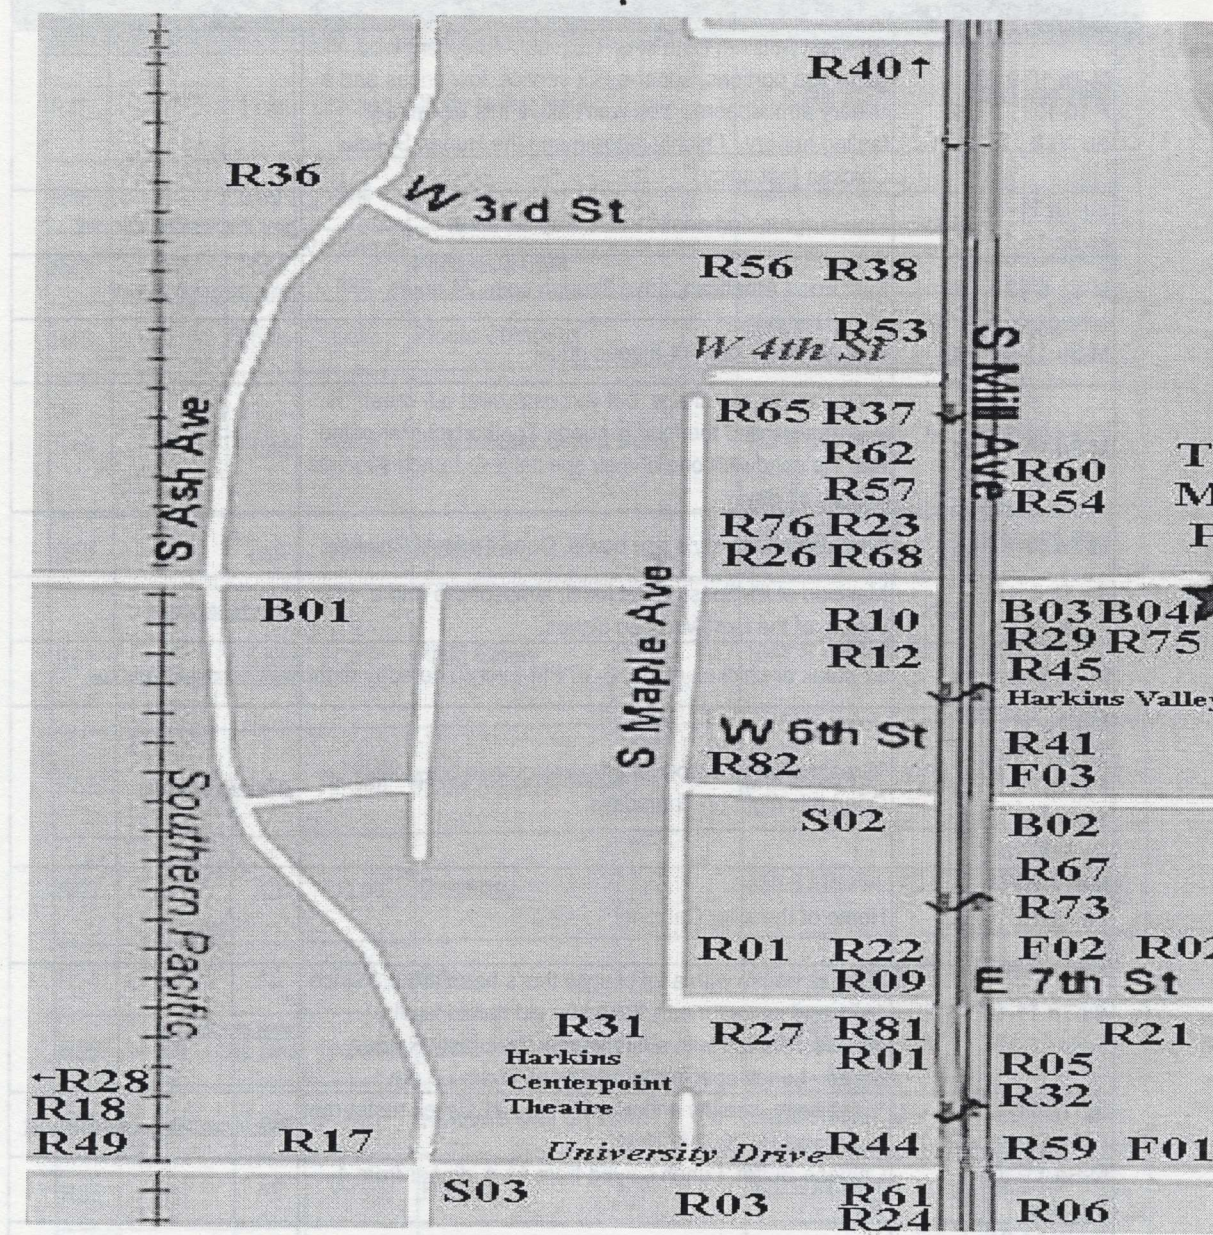 R40↑
R36
W 3rd St
R56 R38
R53
W 4th St
S Mill Ave
R65 R37
R62
R57
R76 R23
R26 R68
R60
R54
T
M
F
S Ash Ave
S Maple Ave
B01
R10
R12
B03 B04
R29 R75
R45
Harkins Valley
W 6th St
R82
R41
F03
S02
B02
R67
R73
Southern Pacific
R01 R22
R09
F02 R02
E 7th St
R31
Harkins
Centerpoint
Theatre
R27 R81
R01
R21
R05
R32
←R28
R18
R49
R17
University Drive
R44
R59 F01
S03
R03
R61
R24
R06